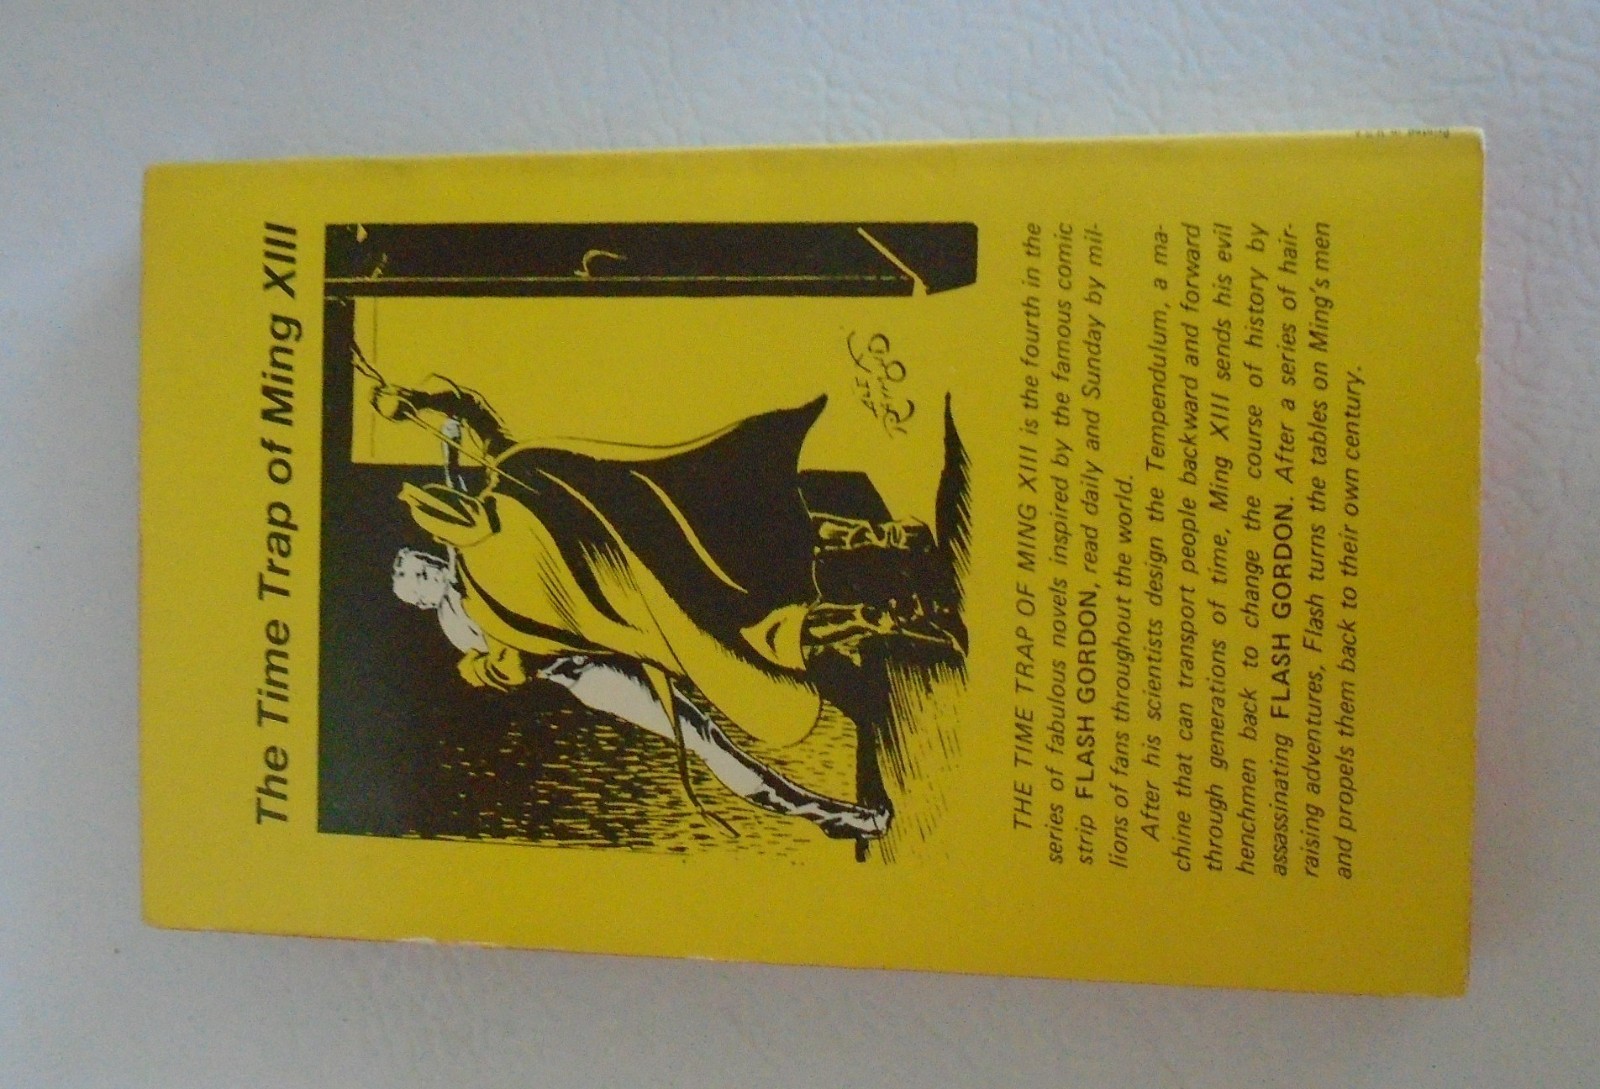 The Time Trap of Ming XIII
ALEX
RAYMOND
THE TIME TRAP OF MING XIII is the fourth in the
series of fabulous novels inspired by the famous comic
strip FLASH GORDON, read daily and Sunday by mil-
lions of fans throughout the world.
After his scientists design the Tempendulum, a ma-
chine that can transport people backward and forward
through generations of time, Ming XIII sends his evil
henchmen back to change the course of history by
assassinating FLASH GORDON. After a series of hair-
raising adventures, Flash turns the tables on Ming's men
and propels them back to their own century.
Printed in U.S.A.